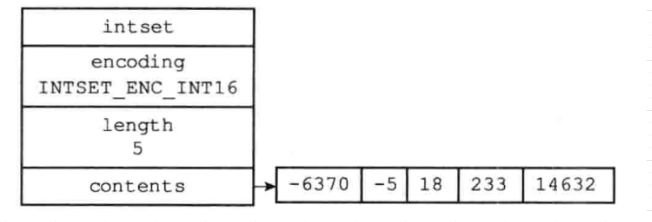 intset
encoding
INTSET_ENC_INT16
length
5
contents
-6370 -5 18 233 14632